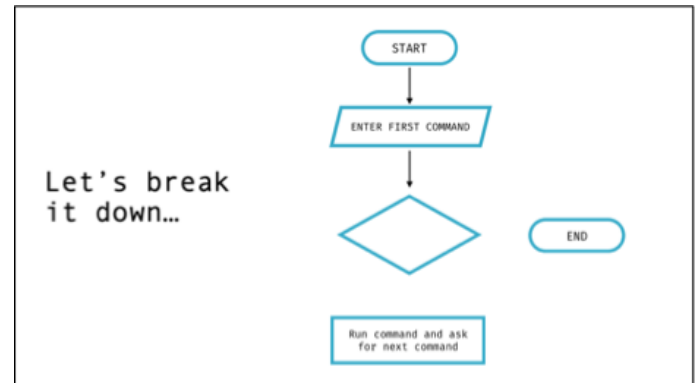 START
ENTER FIRST COMMAND
Let's break
it down…
END
Run command and ask
for next command